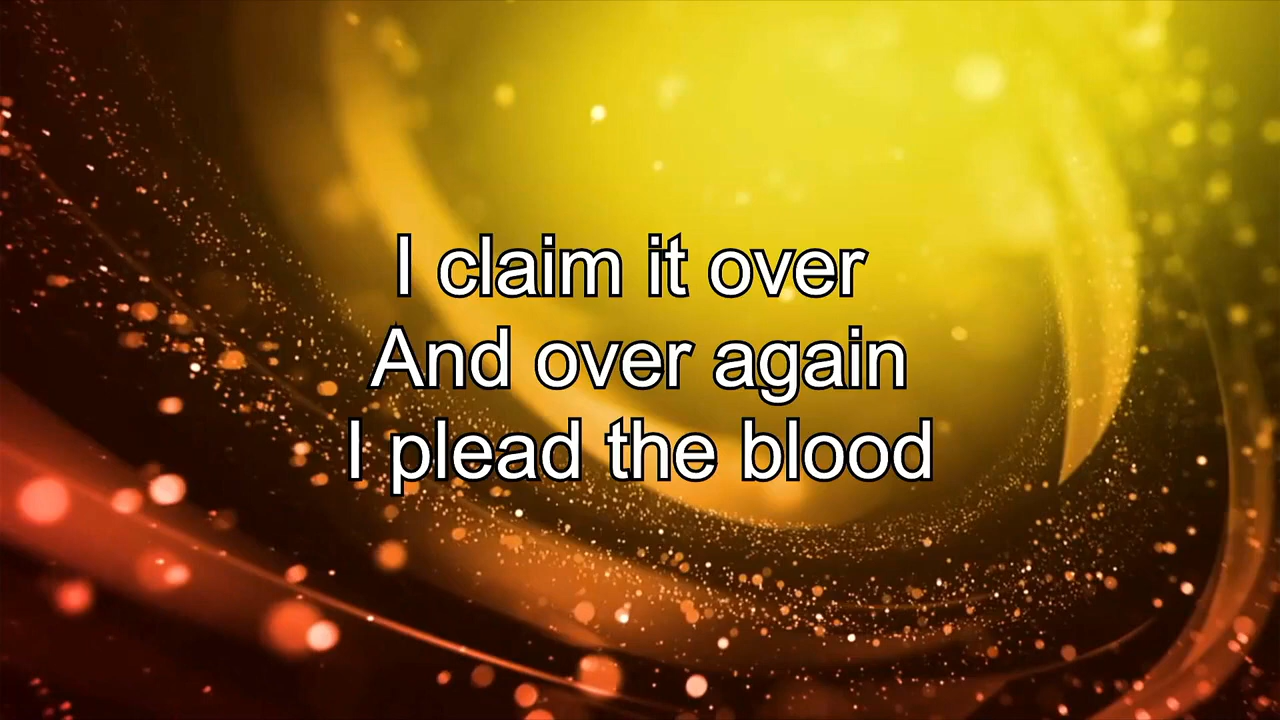 I claim it over
And over again
I plead the blood